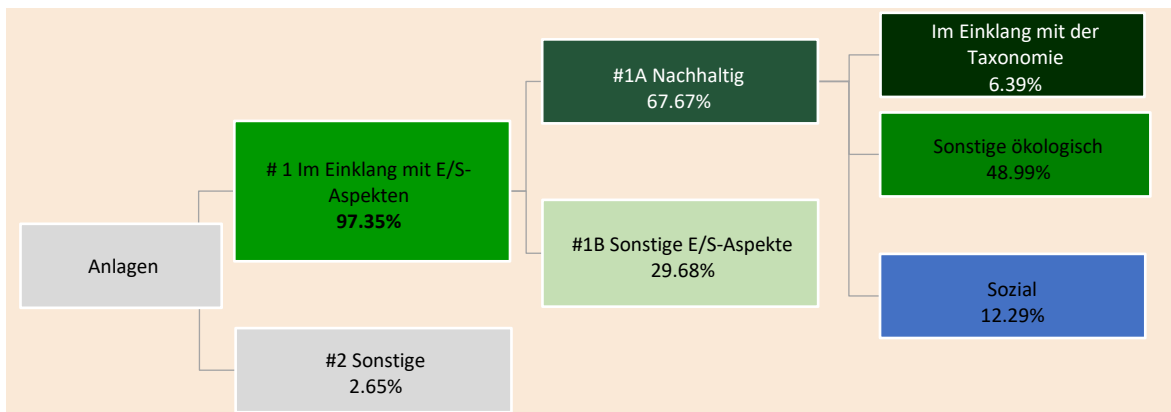 Anlagen
# 1 Im Einklang mit E/S-
Aspekten
97.35%
#2 Sonstige
2.65%
#1A Nachhaltig
67.67%
#1B Sonstige E/S-Aspekte
29.68%
Im Einklang mit der
Taxonomie
6.39%
Sonstige ökologisch
48.99%
Sozial
12.29%